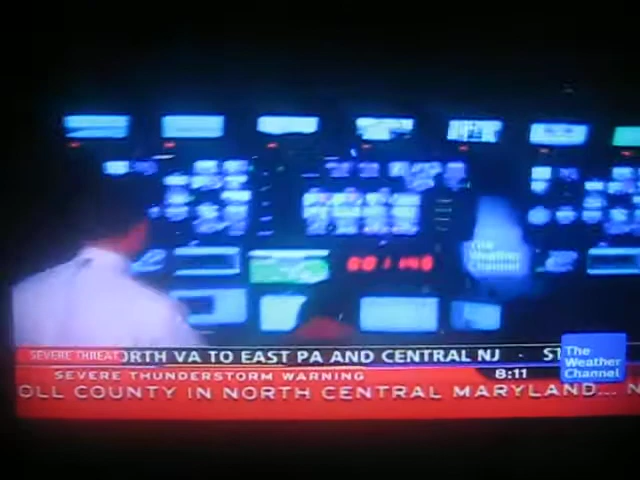 The
Weather
Channel
SEVERE THREAT ORTH VA TO EAST PA AND CENTRAL NJ · ST
SEVERE THUNDERSTORM WARNING 8:11
OLL COUNTY IN NORTH CENTRAL MARYLAND... N
The
Weather
Channel